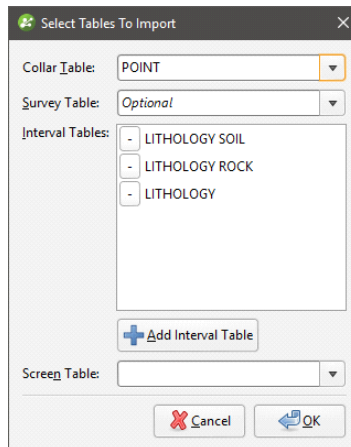 Select Tables To Import
Collar Table: POINT
Survey Table: Optional
Interval Tables:
- LITHOLOGY SOIL
- LITHOLOGY ROCK
- LITHOLOGY
Add Interval Table
Screen Table:
Cancel OK